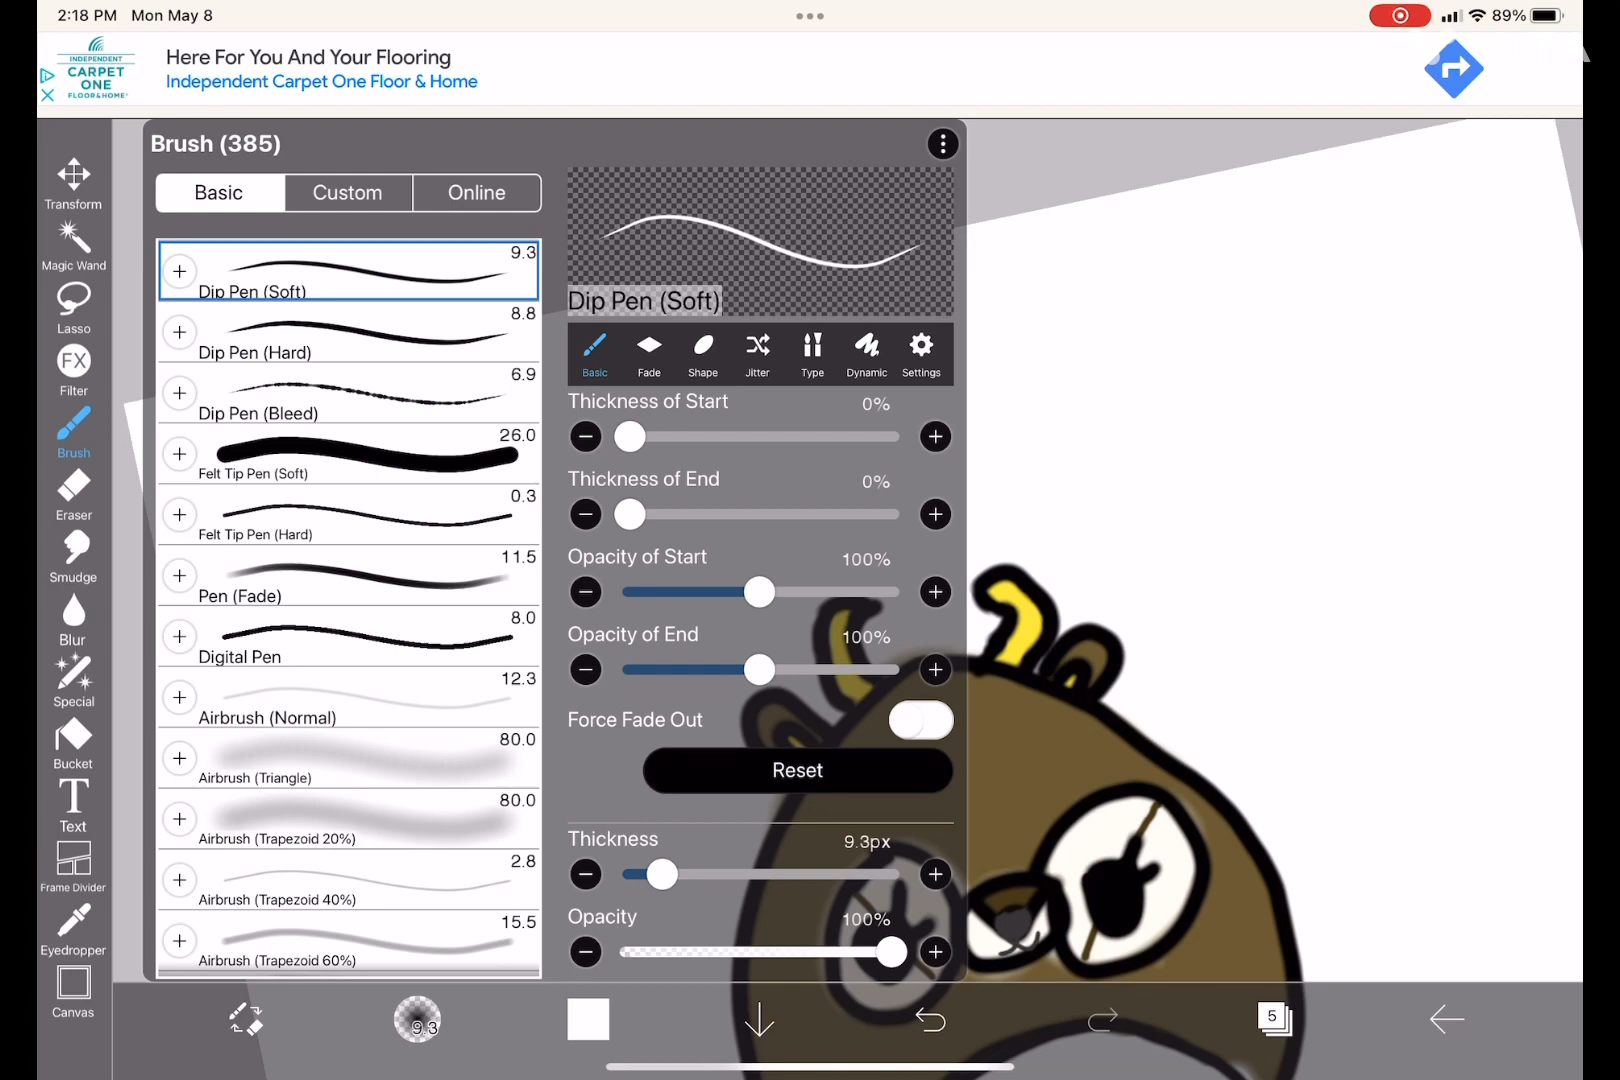 2:18 PM Mon May 8
89%
INDEPENDENT
CARPET
ONE
FLOOR & HOME
Here For You And Your Flooring
Independent Carpet One Floor & Home
Brush (385)
Basic
Custom
Online
9.3
Dip Pen (Soft)
8.8
Dip Pen (Hard)
6.9
Dip Pen (Bleed)
26.0
Felt Tip Pen (Soft)
0.3
Felt Tip Pen (Hard)
11.5
Pen (Fade)
8.0
Digital Pen
12.3
Airbrush (Normal)
80.0
Airbrush (Triangle)
80.0
Airbrush (Trapezoid 20%)
2.8
Airbrush (Trapezoid 40%)
15.5
Airbrush (Trapezoid 60%)
Dip Pen (Soft)
Basic
Fade
Shape
Jitter
Type
Dynamic
Settings
Thickness of Start 0%
Thickness of End 0%
Opacity of Start 100%
Opacity of End 100%
Force Fade Out
Reset
Thickness 9.3px
Opacity 100%
Transform
Magic Wand
Lasso
FX
Filter
Brush
Eraser
Smudge
Blur
Special
Bucket
T
Text
Frame Divider
Eyedropper
Canvas
9.3
5